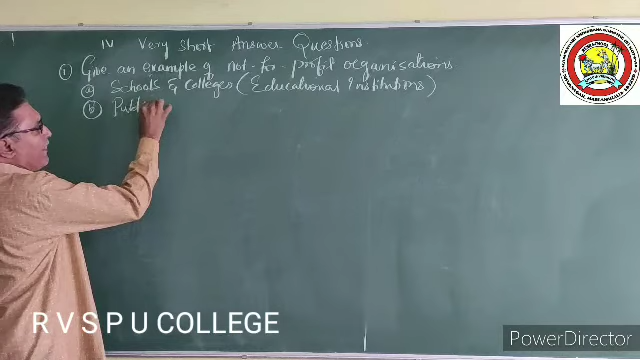 IV Very Short Answer Questions
① Give an example of not-for-profit organisations
ⓐ Schools & Colleges (Educational Institutions)
ⓑ Publ
R V S P U COLLEGE
PowerDirector